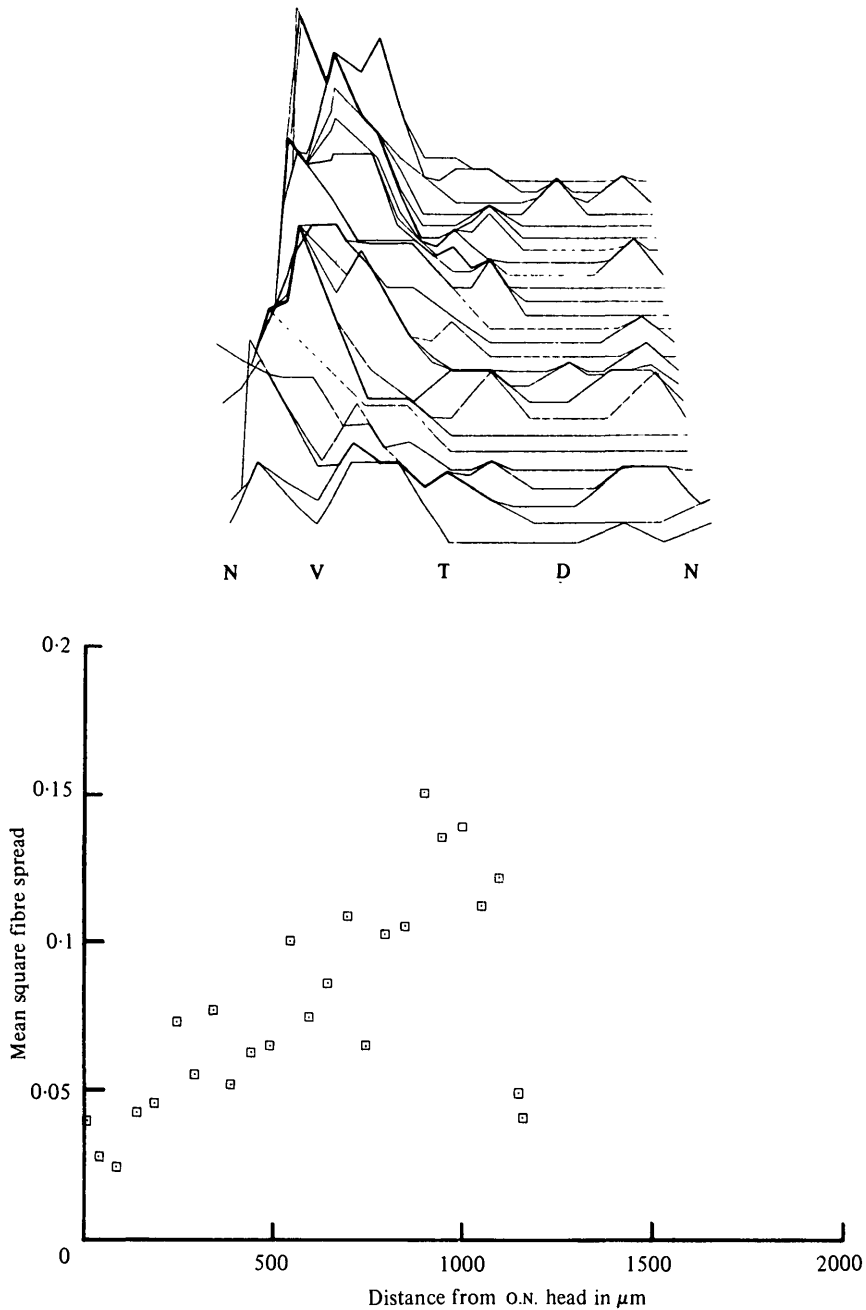 N V T D N
0·2
0·15
0·1
0·05
0
Mean square fibre spread
500 1000 1500 2000
Distance from O.N. head in μm